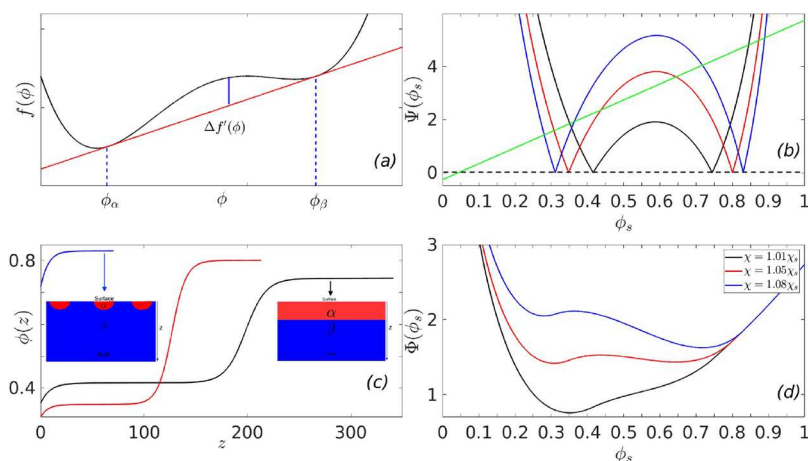 f(ϕ)
Δf′(ϕ)
(a)
ϕα
ϕ
ϕβ
Ψ(ϕs)
6
4
2
0
(b)
0 0.1 0.2 0.3 0.4 0.5 0.6 0.7 0.8 0.9 1
ϕs
ϕ(z)
0.8
0.4
Surface
α
β
z
Surface
α
β
z
(c)
0 100 200 300
z
Φ(ϕs)
3
2
1
χ = 1.01χs
χ = 1.05χs
χ = 1.08χs
(d)
0 0.1 0.2 0.3 0.4 0.5 0.6 0.7 0.8 0.9 1
ϕs